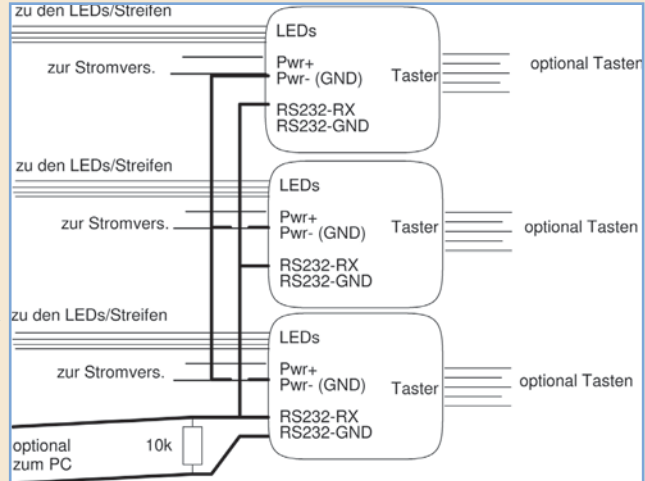 zu den LEDs/Streifen
LEDs
zur Stromvers.
Pwr+
Pwr- (GND)
Taster
optional Tasten
RS232-RX
RS232-GND
zu den LEDs/Streifen
LEDs
zur Stromvers.
Pwr+
Pwr- (GND)
Taster
optional Tasten
RS232-RX
RS232-GND
zu den LEDs/Streifen
LEDs
zur Stromvers.
Pwr+
Pwr- (GND)
Taster
optional Tasten
RS232-RX
RS232-GND
optional
zum PC
10k